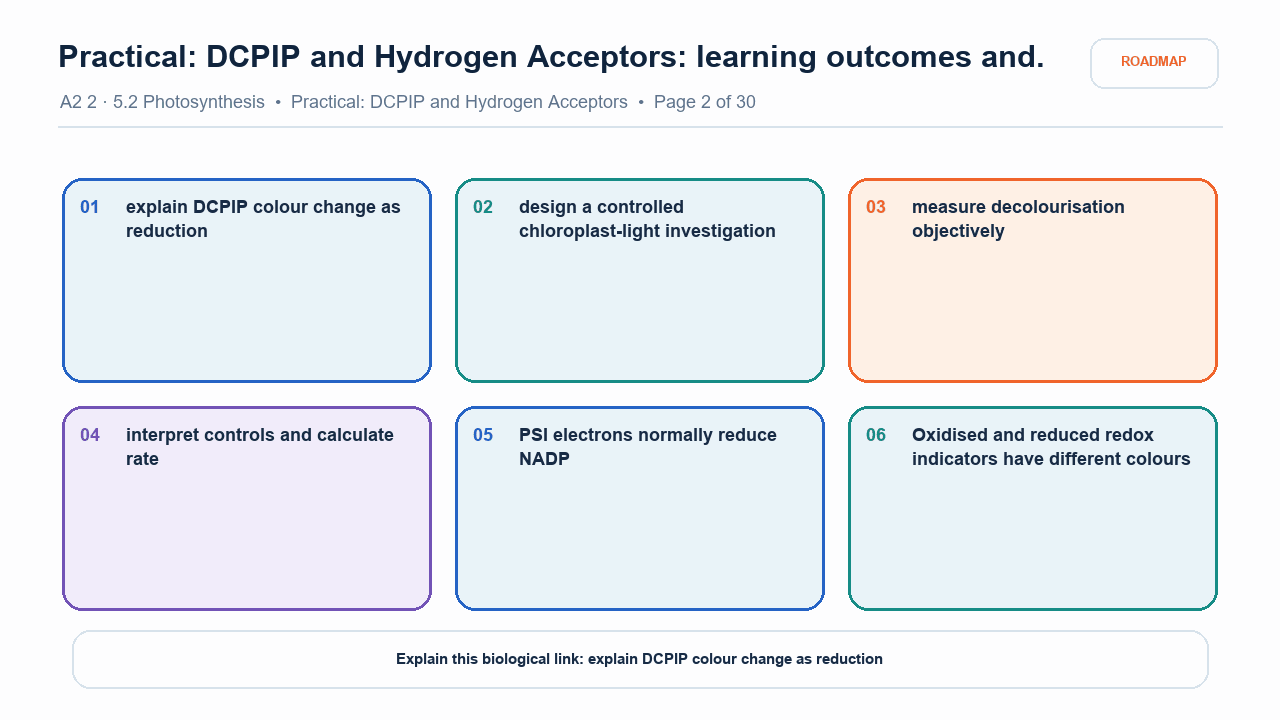 Practical: DCPIP and Hydrogen Acceptors: learning outcomes and.
ROADMAP
A2 2 · 5.2 Photosynthesis • Practical: DCPIP and Hydrogen Acceptors • Page 2 of 30
01 explain DCPIP colour change as
reduction
02 design a controlled
chloroplast-light investigation
03 measure decolourisation
objectively
04 interpret controls and calculate
rate
05 PSI electrons normally reduce
NADP
06 Oxidised and reduced redox
indicators have different colours
Explain this biological link: explain DCPIP colour change as reduction